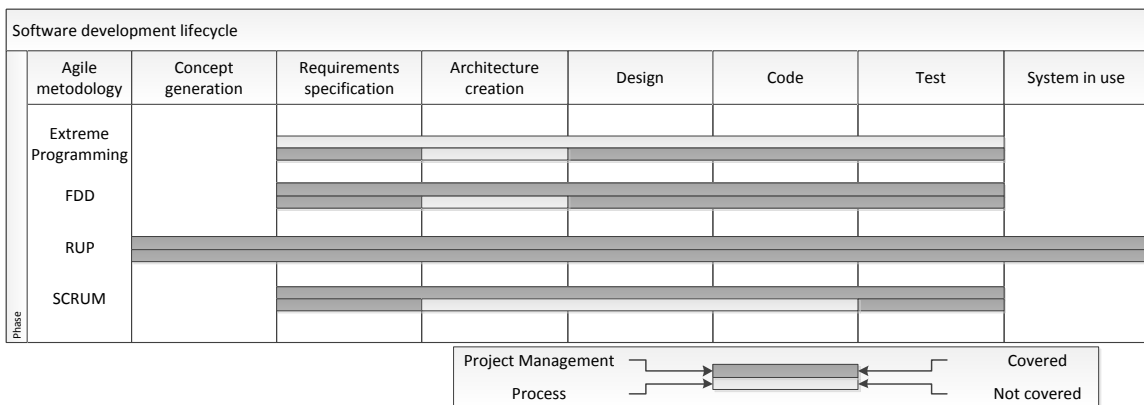 Software development lifecycle
Phase
Agile
metodology
Concept
generation
Requirements
specification
Architecture
creation
Design
Code
Test
System in use
Extreme
Programming
FDD
RUP
SCRUM
Project Management
Covered
Process
Not covered